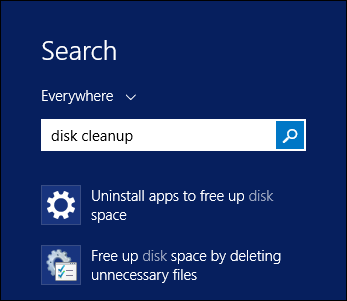 Search
Everywhere
disk cleanup
Uninstall apps to free up disk
space
Free up disk space by deleting
unnecessary files